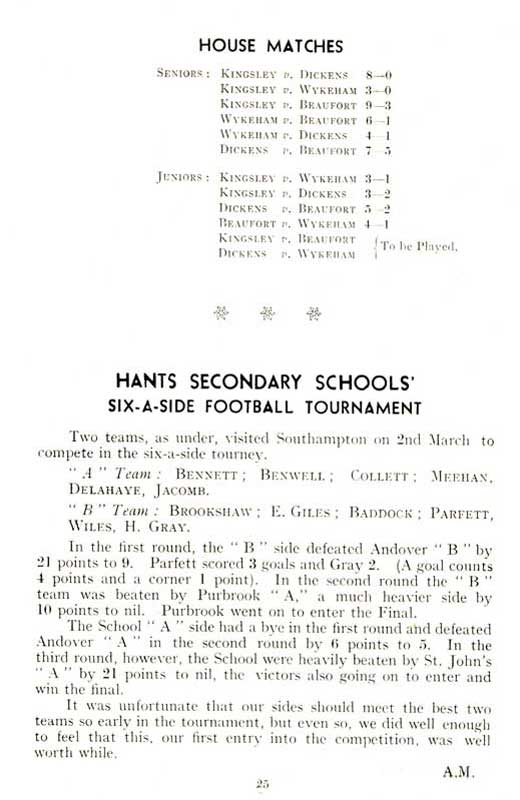 HOUSE MATCHES
SENIORS: KINGSLEY v. DICKENS 8—0
KINGSLEY v. WYKEHAM 3—0
KINGSLEY v. BEAUFORT 9—3
WYKEHAM v. BEAUFORT 6—1
WYKEHAM v. DICKENS 4—1
DICKENS v. BEAUFORT 7—5
JUNIORS: KINGSLEY v. WYKEHAM 3—1
KINGSLEY v. DICKENS 3—2
DICKENS v. BEAUFORT 5—2
BEAUFORT v. WYKEHAM 4—1
KINGSLEY v. BEAUFORT
DICKENS v. WYKEHAM
To be Played.
HANTS SECONDARY SCHOOLS'
SIX-A-SIDE FOOTBALL TOURNAMENT
Two teams, as under, visited Southampton on 2nd March to
compete in the six-a-side tourney.
"A" Team: BENNETT; BENWELL; COLLETT; MEEHAN,
DELAHAYE, JACOMB.
"B" Team: BROOKSHAW; E. GILES; BADDOCK; PARFETT,
WILES, H. GRAY.
In the first round, the "B" side defeated Andover "B" by
21 points to 9. Parfett scored 3 goals and Gray 2. (A goal counts
4 points and a corner 1 point). In the second round the "B"
team was beaten by Purbrook "A," a much heavier side by
10 points to nil. Purbrook went on to enter the Final.
The School "A" side had a bye in the first round and defeated
Andover "A" in the second round by 6 points to 5. In the
third round, however, the School were heavily beaten by St. John's
"A" by 21 points to nil, the victors also going on to enter and
win the final.
It was unfortunate that our sides should meet the best two
teams so early in the tournament, but even so, we did well enough
to feel that this, our first entry into the competition, was well
worth while.
A.M.
25